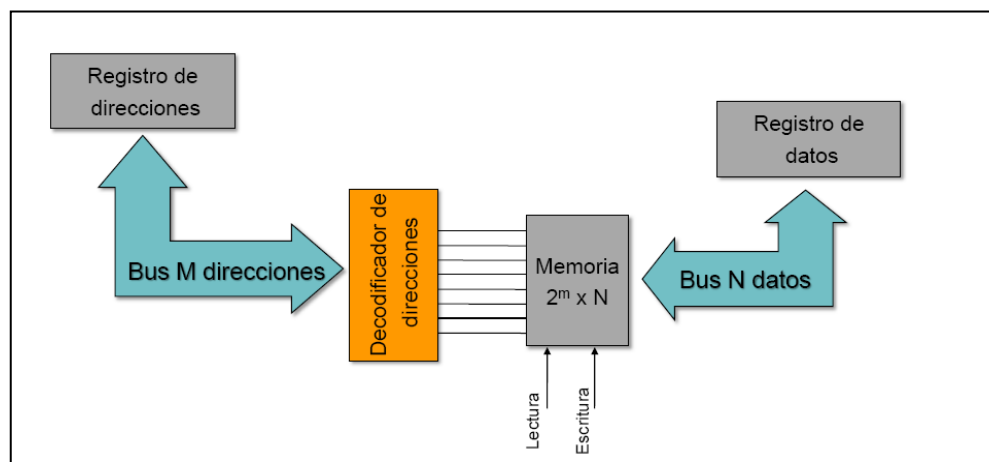 Registro de
direcciones
Registro de
datos
Bus M direcciones
Decodificador de
direcciones
Memoria
2ᵐ x N
Bus N datos
Lectura
Escritura